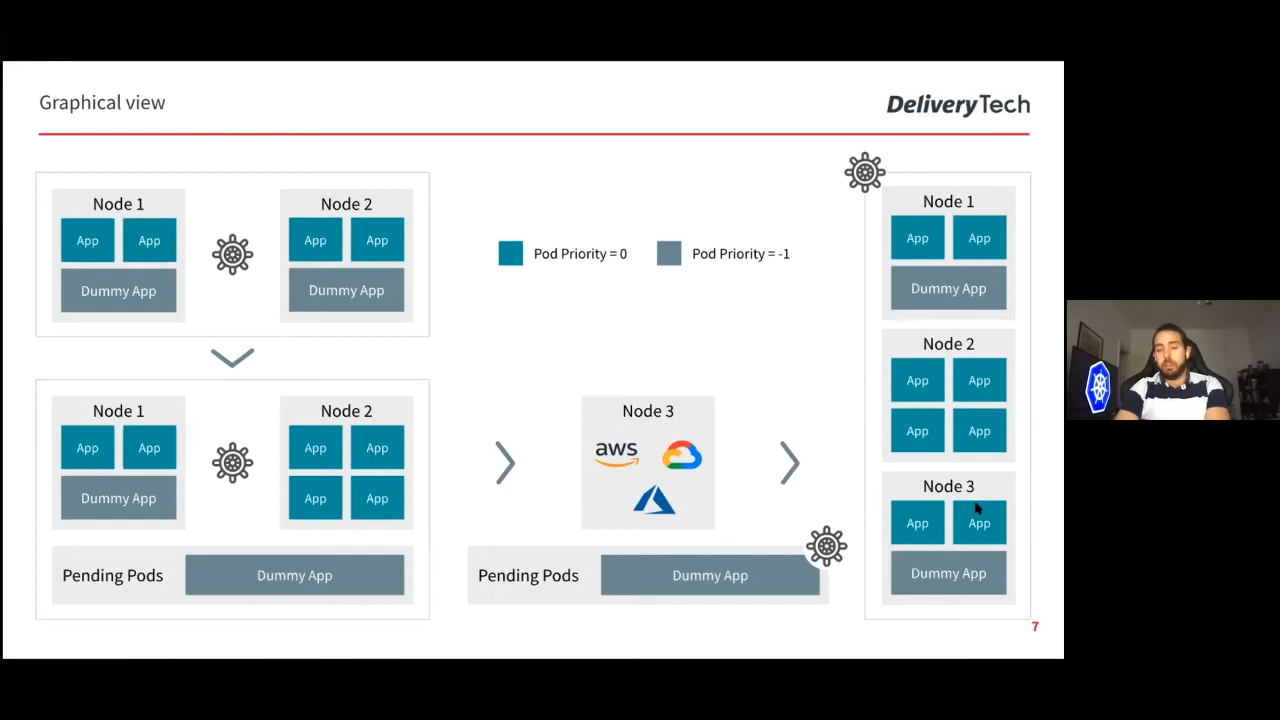 Graphical view
DeliveryTech
Node 1
App App
Dummy App
Node 2
App App
Dummy App
Pod Priority = 0
Pod Priority = -1
Node 1
App App
Dummy App
Node 2
App App
App App
Pending Pods
Dummy App
Node 3
aws
Pending Pods
Dummy App
Node 1
App App
Dummy App
Node 2
App App
App App
Node 3
App App
Dummy App
7